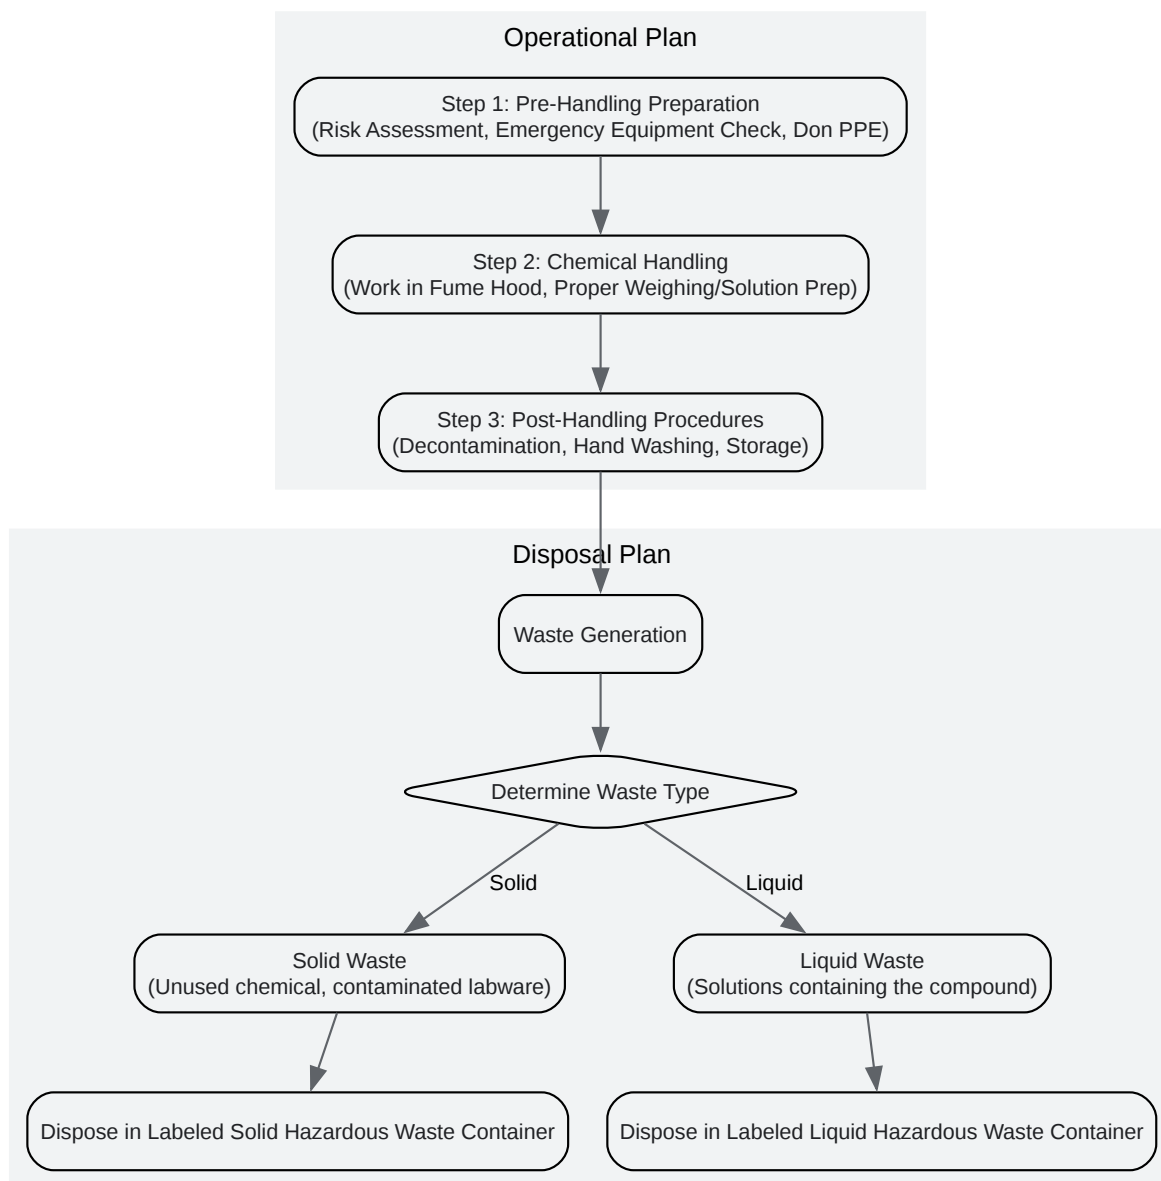 Operational Plan
Step 1: Pre-Handling Preparation
(Risk Assessment, Emergency Equipment Check, Don PPE)
Step 2: Chemical Handling
(Work in Fume Hood, Proper Weighing/Solution Prep)
Step 3: Post-Handling Procedures
(Decontamination, Hand Washing, Storage)
Disposal Plan
Waste Generation
Determine Waste Type
Solid
Liquid
Solid Waste
(Unused chemical, contaminated labware)
Liquid Waste
(Solutions containing the compound)
Dispose in Labeled Solid Hazardous Waste Container
Dispose in Labeled Liquid Hazardous Waste Container